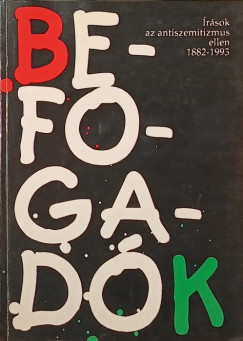 Írások
az antiszemitizmus
ellen
1882-1993
BE-
FO-
GA-
DÓK